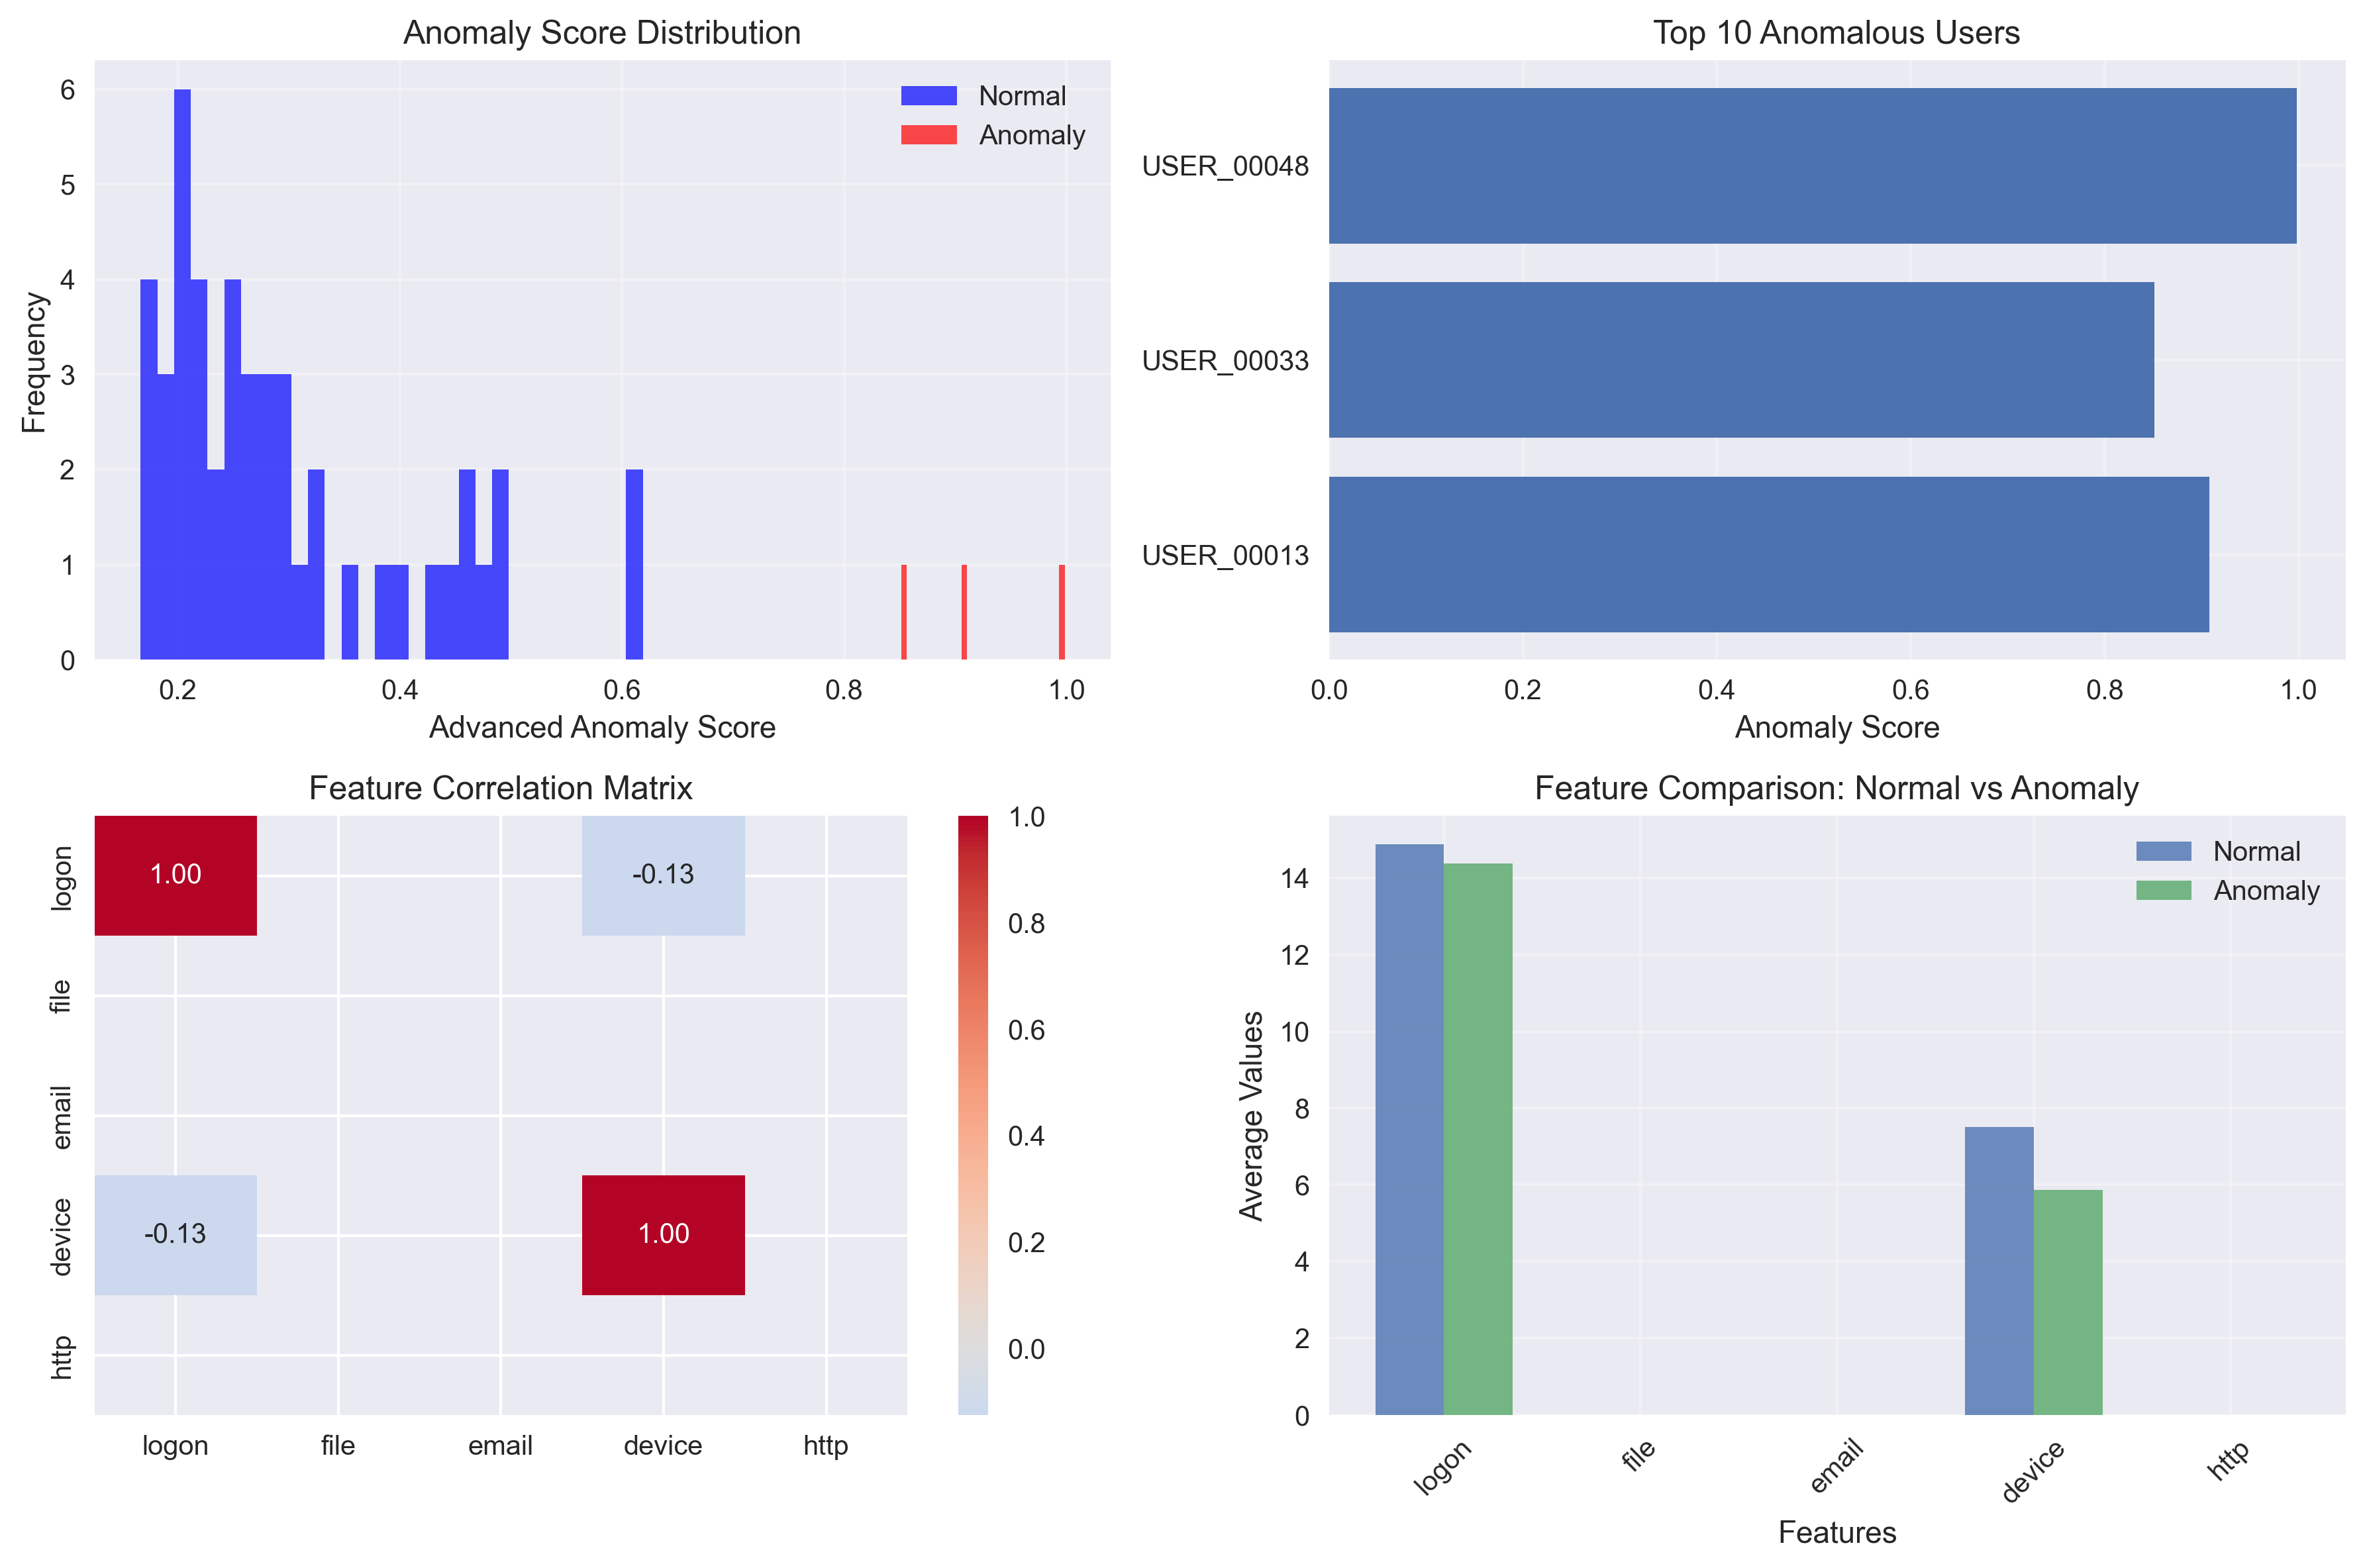 Anomaly Score Distribution
Normal
Anomaly
Frequency
6
5
4
3
2
1
0
0.2 0.4 0.6 0.8 1.0
Advanced Anomaly Score
Top 10 Anomalous Users
USER_00048
USER_00033
USER_00013
0.0 0.2 0.4 0.6 0.8 1.0
Anomaly Score
Feature Correlation Matrix
logon
file
email
device
http
1.00 -0.13
-0.13 1.00
logon file email device http
1.0
0.8
0.6
0.4
0.2
0.0
Feature Comparison: Normal vs Anomaly
Normal
Anomaly
Average Values
14
12
10
8
6
4
2
0
logon file email device http
Features